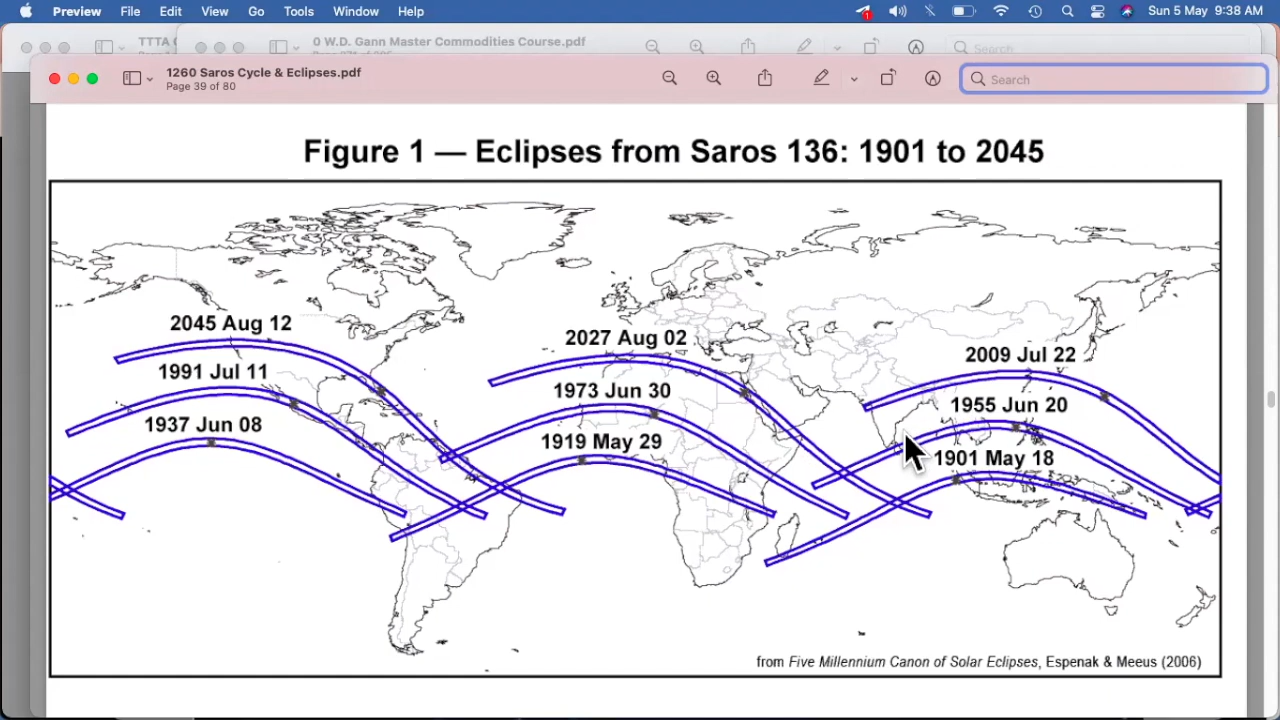 Preview File Edit View Go Tools Window Help 1 Sun 5 May 9:38 AM
TTTA 0 W.D. Gann Master Commodities Course.pdf Search
1260 Saros Cycle & Eclipses.pdf
Page 39 of 80
Search
Figure 1 — Eclipses from Saros 136: 1901 to 2045
2045 Aug 12
2027 Aug 02
2009 Jul 22
1991 Jul 11
1973 Jun 30
1955 Jun 20
1937 Jun 08
1919 May 29
1901 May 18
from Five Millennium Canon of Solar Eclipses, Espenak & Meeus (2006)